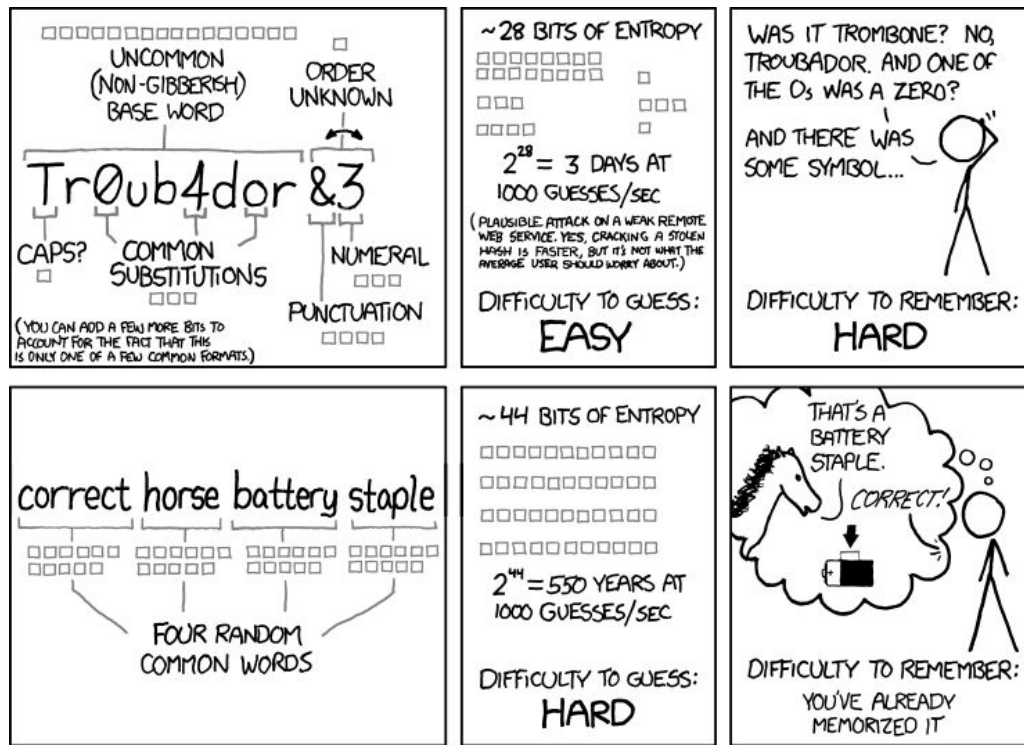 UNCOMMON
(NON-GIBBERISH)
BASE WORD
ORDER
UNKNOWN
Tr0ub4dor &3
CAPS?
COMMON
SUBSTITUTIONS
NUMERAL
PUNCTUATION
(YOU CAN ADD A FEW MORE BITS TO
ACCOUNT FOR THE FACT THAT THIS
IS ONLY ONE OF A FEW COMMON FORMATS.)
~28 BITS OF ENTROPY
2²⁸ = 3 DAYS AT
1000 GUESSES/SEC
(PLAUSIBLE ATTACK ON A WEAK REMOTE
WEB SERVICE. YES, CRACKING A STOLEN
HASH IS FASTER, BUT IT'S NOT WHAT THE
AVERAGE USER SHOULD WORRY ABOUT.)
DIFFICULTY TO GUESS:
EASY
WAS IT TROMBONE? NO,
TROUBADOR. AND ONE OF
THE Os WAS A ZERO?
AND THERE WAS
SOME SYMBOL...
DIFFICULTY TO REMEMBER:
HARD
correct horse battery staple
FOUR RANDOM
COMMON WORDS
~44 BITS OF ENTROPY
2⁴⁴ = 550 YEARS AT
1000 GUESSES/SEC
DIFFICULTY TO GUESS:
HARD
THAT'S A
BATTERY
STAPLE.
CORRECT!
DIFFICULTY TO REMEMBER:
YOU'VE ALREADY
MEMORIZED IT